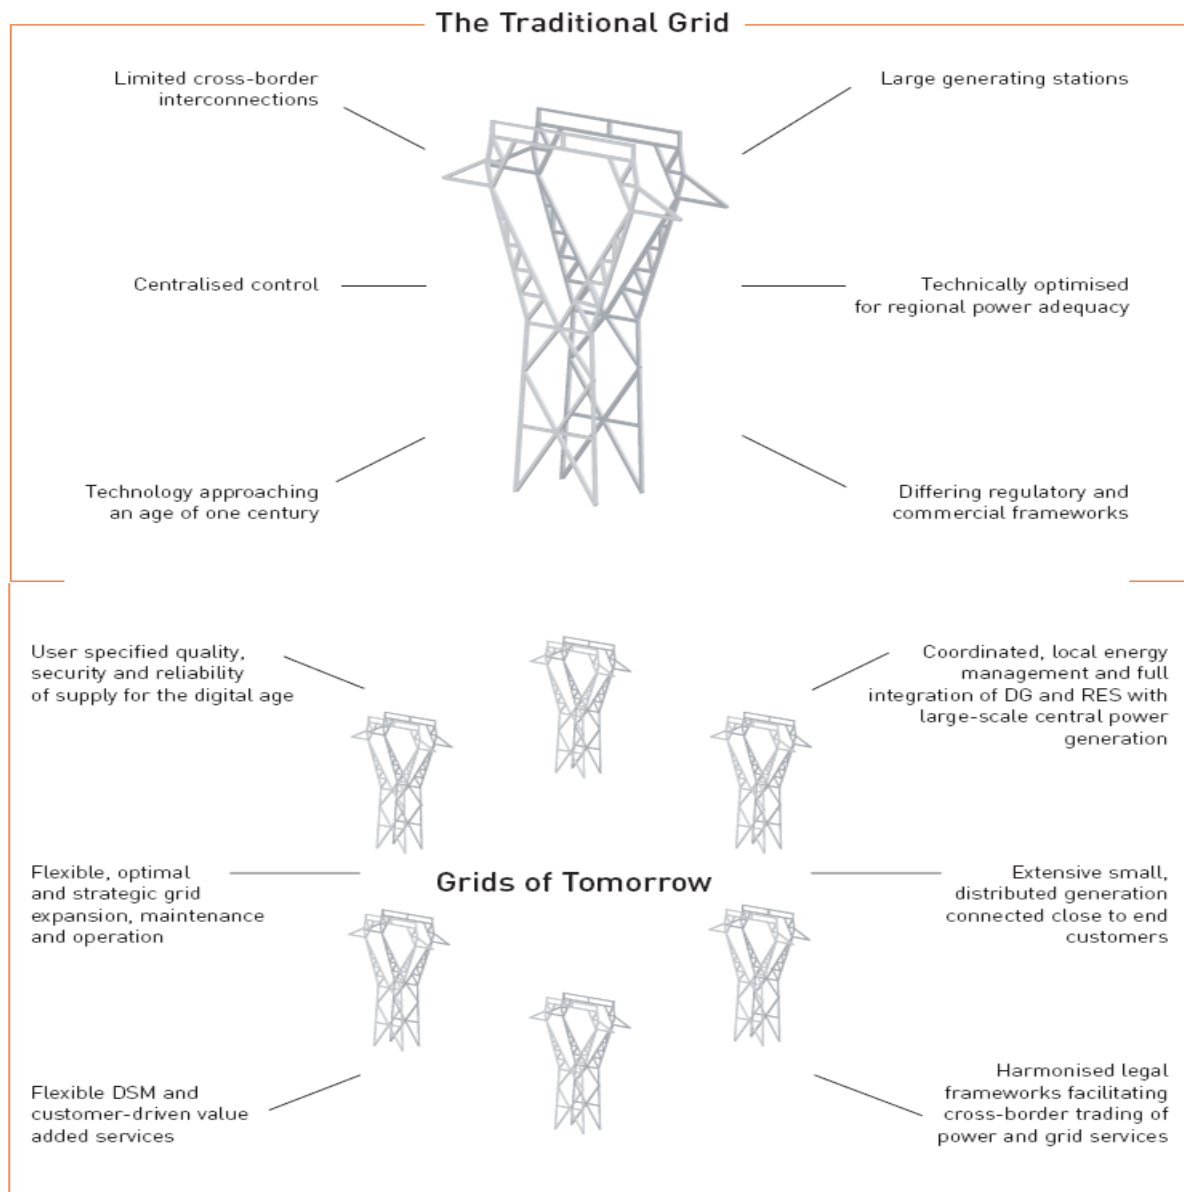 The Traditional Grid
Limited cross-border
interconnections
Large generating stations
Centralised control
Technically optimised
for regional power adequacy
Technology approaching
an age of one century
Differing regulatory and
commercial frameworks
User specified quality,
security and reliability
of supply for the digital age
Coordinated, local energy
management and full
integration of DG and RES with
large-scale central power
generation
Flexible, optimal
and strategic grid
expansion, maintenance
and operation
Grids of Tomorrow
Extensive small,
distributed generation
connected close to end
customers
Flexible DSM and
customer-driven value
added services
Harmonised legal
frameworks facilitating
cross-border trading of
power and grid services